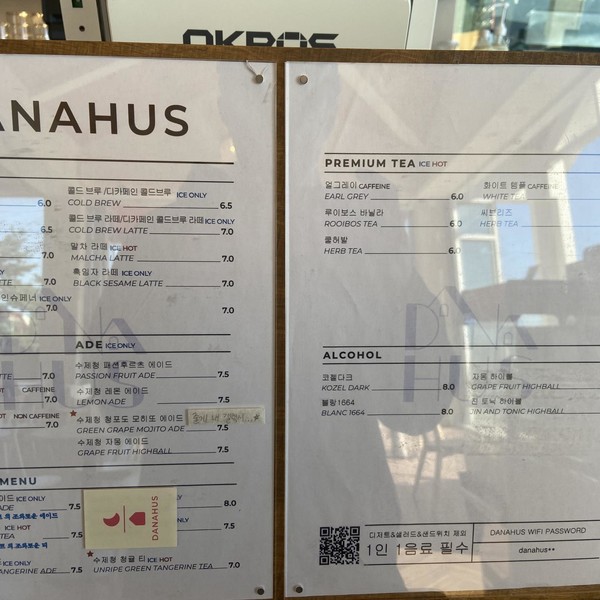 OKPOS
DANAHUS
6.0
6.5
7.0
7.0
콜드 브루 /디카페인 콜드브루 ICE ONLY
COLD BREW 6.5
콜드 브루 라떼/디카페인 콜드브루 라떼 ICE ONLY
COLD BREW LATTE 7.0
말차 라떼 ICE HOT
MALCHA LATTE 7.0
흑임자 라떼 ICE ONLY
BLACK SESAME LATTE 7.0
ICE ONLY
7.0
7.0
ADE ICE ONLY
수제청 패션후르츠 에이드
PASSION FRUIT ADE 7.5
수제청 레몬 에이드
LEMON ADE 7.5
수제청 청포도 모히또 에이드
GREEN GRAPE MOJITO ADE 7.5
수제청 자몽 에이드
GRAPE FRUIT HIGHBALL 7.5
7.0
CAFFEINE
7.0
NON CAFFEINE
7.0
MENU
ICE ONLY
7.5
ICE HOT
TEA 7.5
TANGERINE ADE 7.5
8.0
7.5
DANAHUS
수제청 청귤 티 ICE HOT
UNRIPE GREEN TANGERINE TEA 7.0
PREMIUM TEA ICE HOT
얼그레이 CAFFEINE
EARL GREY 6.0
루이보스 바닐라
ROOIBOS TEA 6.0
쿨허발
HERB TEA 6.0
화이트 템플 CAFFEINE
WHITE
씨브리즈
HERB TEA
ALCOHOL
코젤다크
KOZEL DARK 8.0
블랑1664
BLANC 1664 8.0
자몽 하이볼
GRAPE FRUIT HIGHBALL
진 토닉 하이볼
JIN AND TONIC HIGHBALL
디저트&샐러드&샌드위치 제외
1인 1음료 필수
DANAHUS WIFI PASSWORD
danahus**